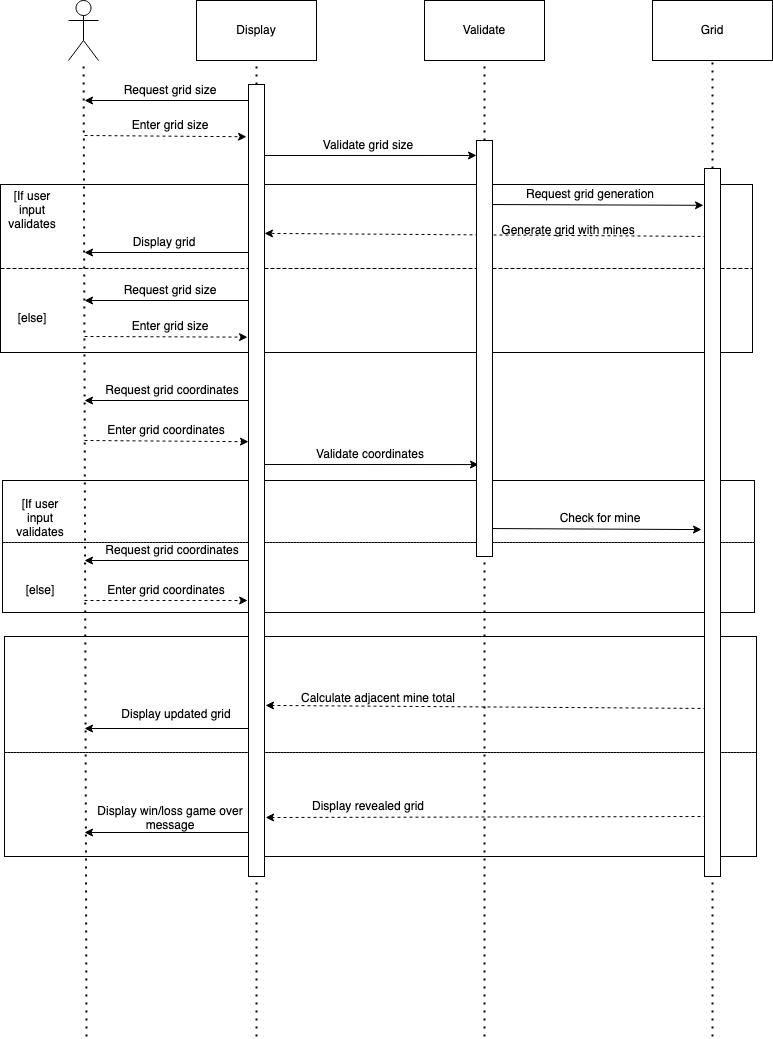 Display
Validate
Grid
Request grid size
Enter grid size
Validate grid size
[If user
input
validates
Request grid generation
Generate grid with mines
Display grid
Request grid size
[else]
Enter grid size
Request grid coordinates
Enter grid coordinates
Validate coordinates
[If user
input
validates
Check for mine
Request grid coordinates
[else]
Enter grid coordinates
Calculate adjacent mine total
Display updated grid
Display revealed grid
Display win/loss game over
message